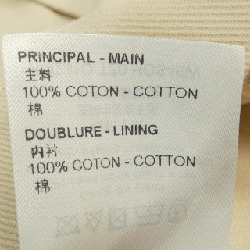 PRINCIPAL - MAIN
主料
100% COTON - COTTON
棉
DOUBLURE - LINING
内衬
100% COTON - COTTON
棉